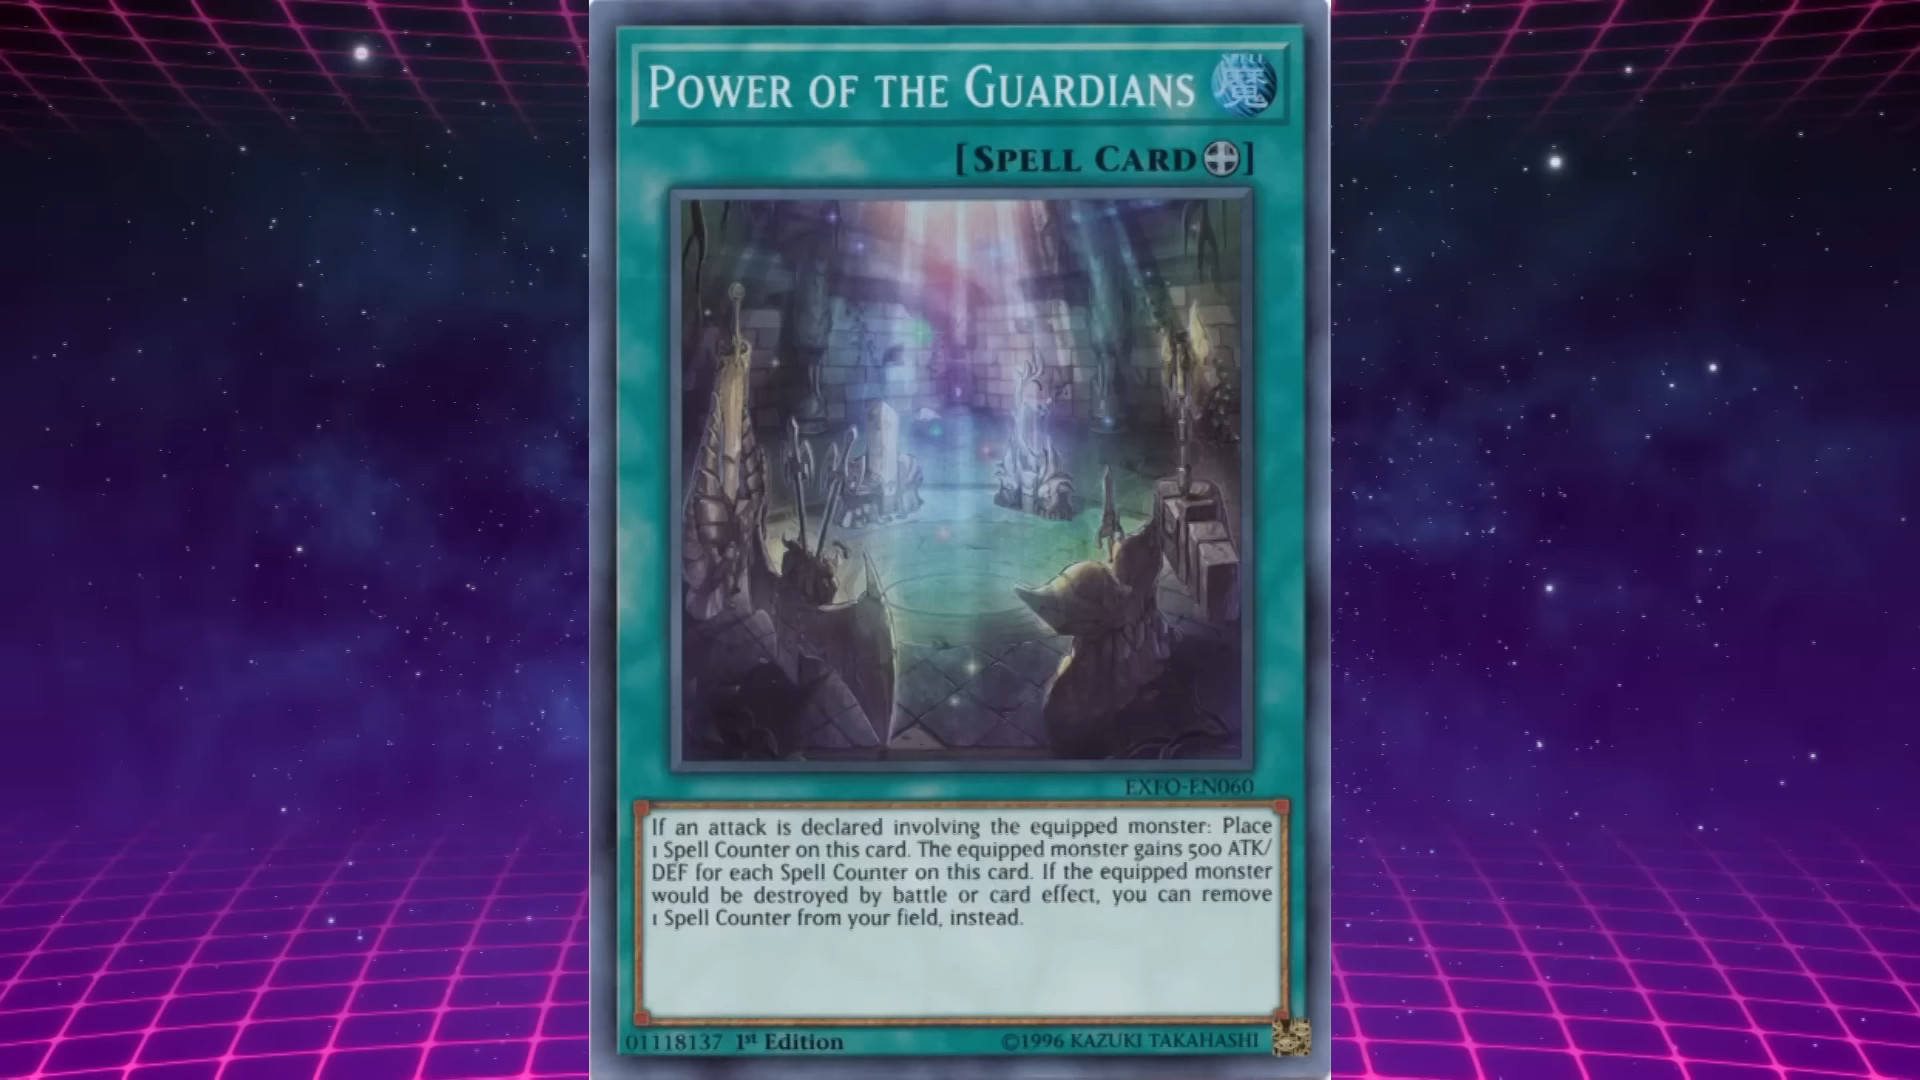 POWER OF THE GUARDIANS
SPELL
魔
[SPELL CARD]
EXFO-EN060
If an attack is declared involving the equipped monster: Place
1 Spell Counter on this card. The equipped monster gains 500 ATK/
DEF for each Spell Counter on this card. If the equipped monster
would be destroyed by battle or card effect, you can remove
1 Spell Counter from your field, instead.
01118137 1st Edition
©1996 KAZUKI TAKAHASHI